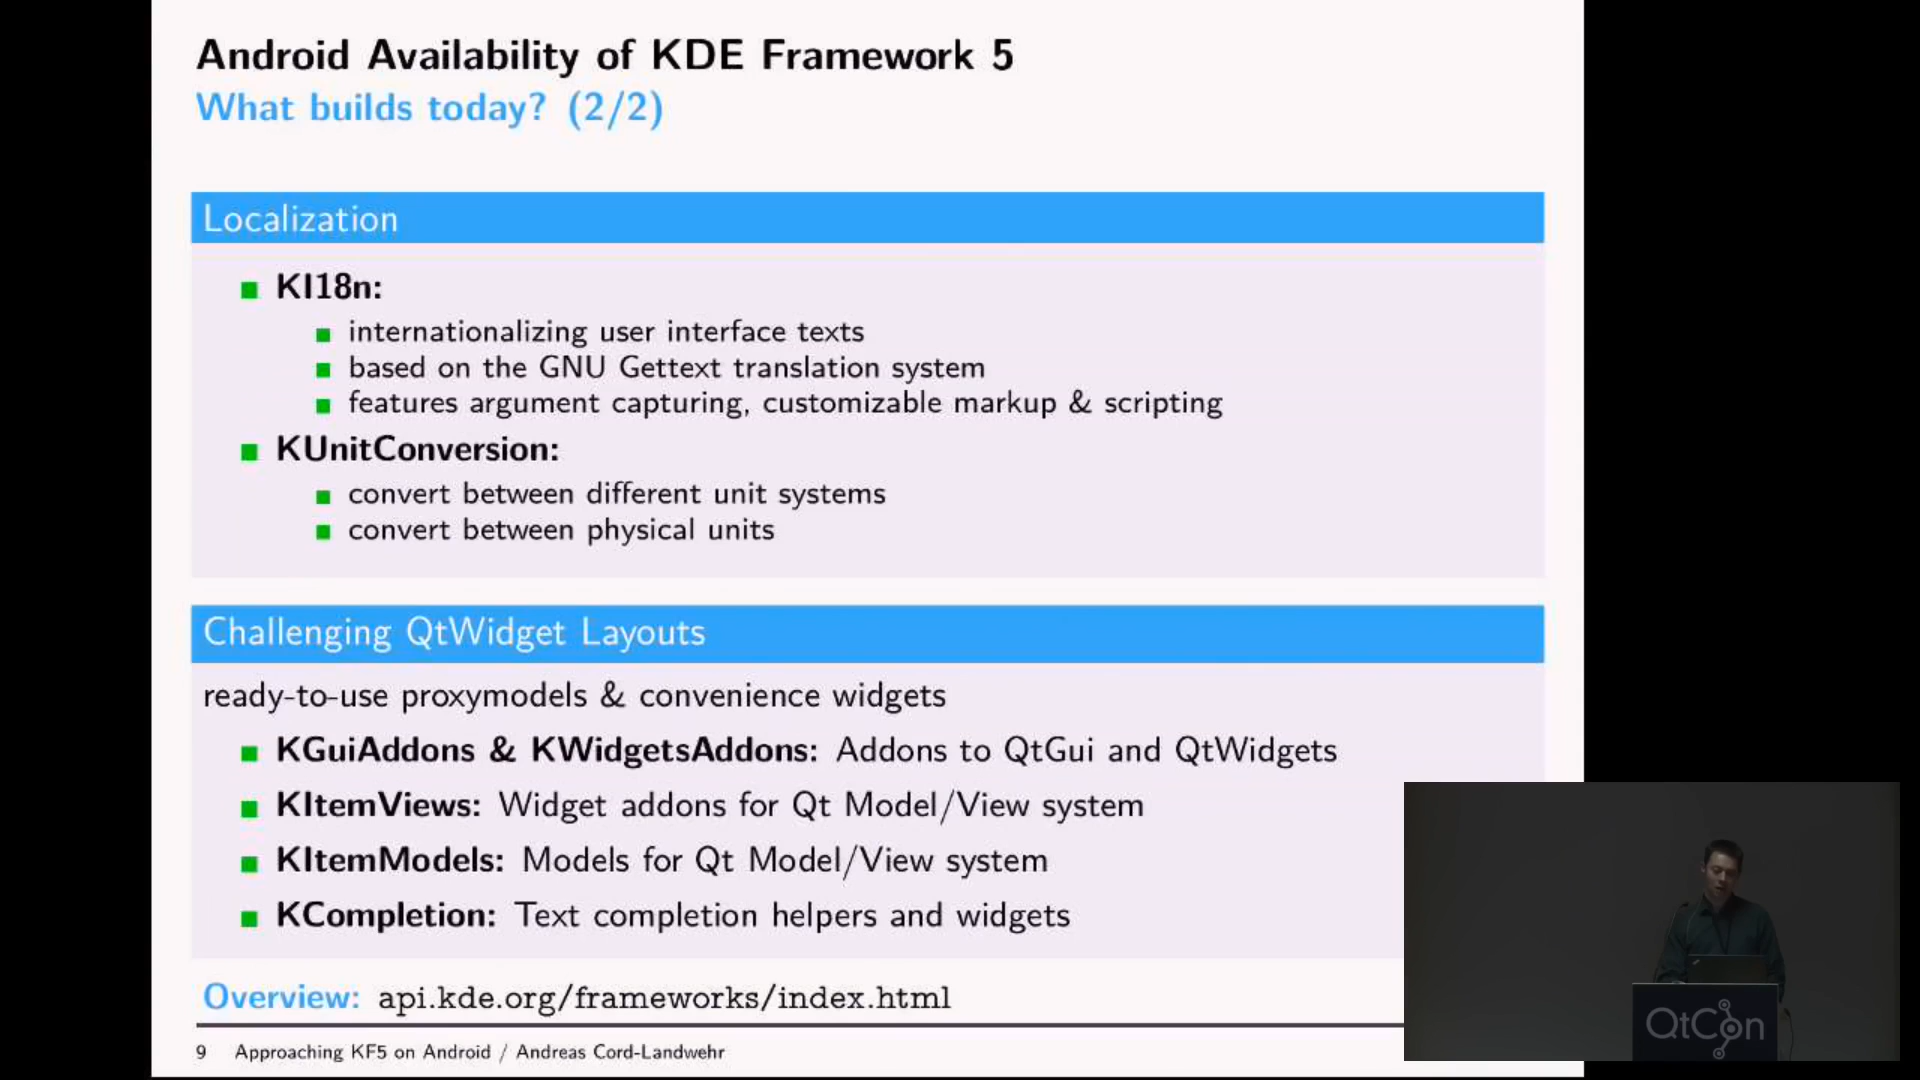 Android Availability of KDE Framework 5
What builds today? (2/2)
Localization
KI18n:
internationalizing user interface texts
based on the GNU Gettext translation system
features argument capturing, customizable markup & scripting
KUnitConversion:
convert between different unit systems
convert between physical units
Challenging QtWidget Layouts
ready-to-use proxymodels & convenience widgets
KGuiAddons & KWidgetsAddons: Addons to QtGui and QtWidgets
KItemViews: Widget addons for Qt Model/View system
KItemModels: Models for Qt Model/View system
KCompletion: Text completion helpers and widgets
Overview: api.kde.org/frameworks/index.html
9 Approaching KF5 on Android / Andreas Cord-Landwehr
QtCon